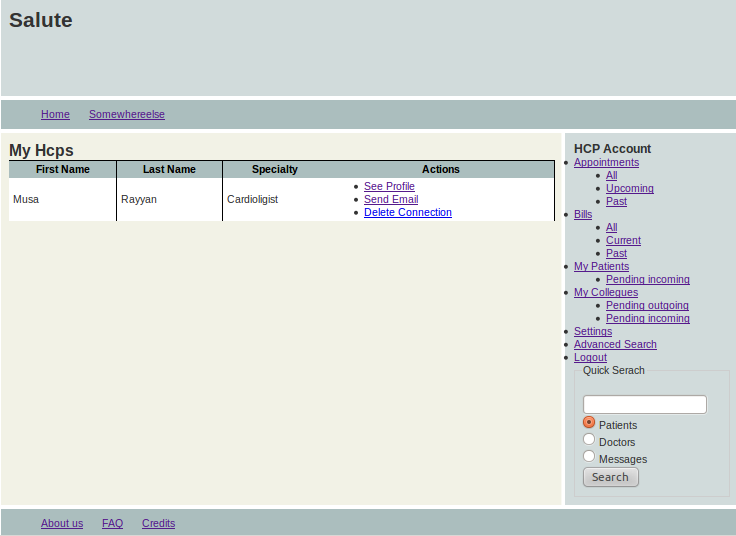 Salute
Home Somewhereelse
My Hcps
First Name Last Name Specialty Actions
Musa Rayyan Cardioligist
See Profile
Send Email
Delete Connection
HCP Account
Appointments
All
Upcoming
Past
Bills
All
Current
Past
My Patients
Pending incoming
My Collegues
Pending outgoing
Pending incoming
Settings
Advanced Search
Logout
Quick Serach
Patients
Doctors
Messages
Search
About us FAQ Credits